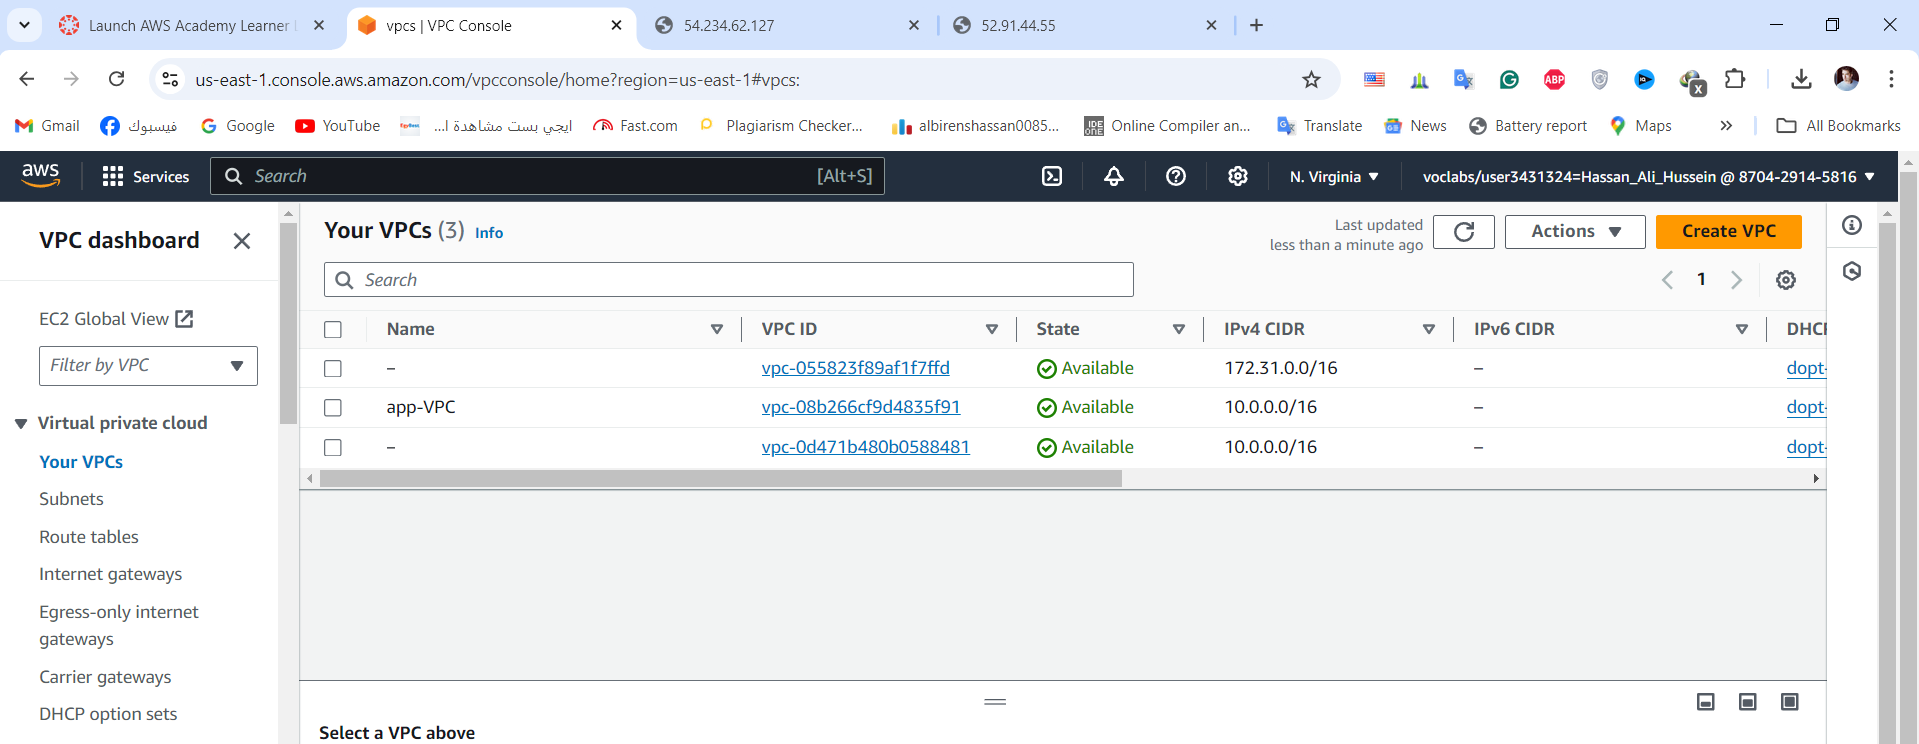 Launch AWS Academy Learner
vpcs | VPC Console
54.234.62.127
52.91.44.55
us-east-1.console.aws.amazon.com/vpcconsole/home?region=us-east-1#vpcs:
Gmail
فيسبوك
Google
YouTube
ايجي بست مشاهدة ا...
Fast.com
Plagiarism Checker...
albirenshassan0085...
Online Compiler an...
Translate
News
Battery report
Maps
All Bookmarks
aws
Services
Search
[Alt+S]
N. Virginia
voclabs/user3431324=Hassan_Ali_Hussein @ 8704-2914-5816
VPC dashboard
EC2 Global View
Filter by VPC
Virtual private cloud
Your VPCs
Subnets
Route tables
Internet gateways
Egress-only internet
gateways
Carrier gateways
DHCP option sets
Your VPCs (3) Info
Last updated
less than a minute ago
Actions
Create VPC
Search
1
Name VPC ID State IPv4 CIDR IPv6 CIDR DHCP
– vpc-055823f89af1f7ffd Available 172.31.0.0/16 – dopt-
app-VPC vpc-08b266cf9d4835f91 Available 10.0.0.0/16 – dopt-
– vpc-0d471b480b0588481 Available 10.0.0.0/16 – dopt-
Select a VPC above